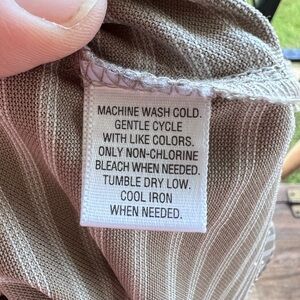 MACHINE WASH COLD.
GENTLE CYCLE
WITH LIKE COLORS.
ONLY NON-CHLORINE
BLEACH WHEN NEEDED.
TUMBLE DRY LOW.
COOL IRON
WHEN NEEDED.